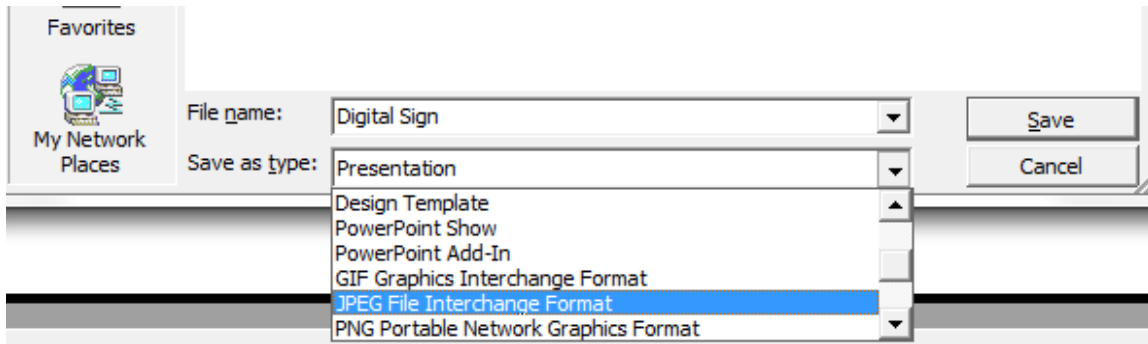 Favorites
My Network
Places
File name:
Digital Sign
Save
Save as type:
Presentation
Cancel
Design Template
PowerPoint Show
PowerPoint Add-In
GIF Graphics Interchange Format
JPEG File Interchange Format
PNG Portable Network Graphics Format